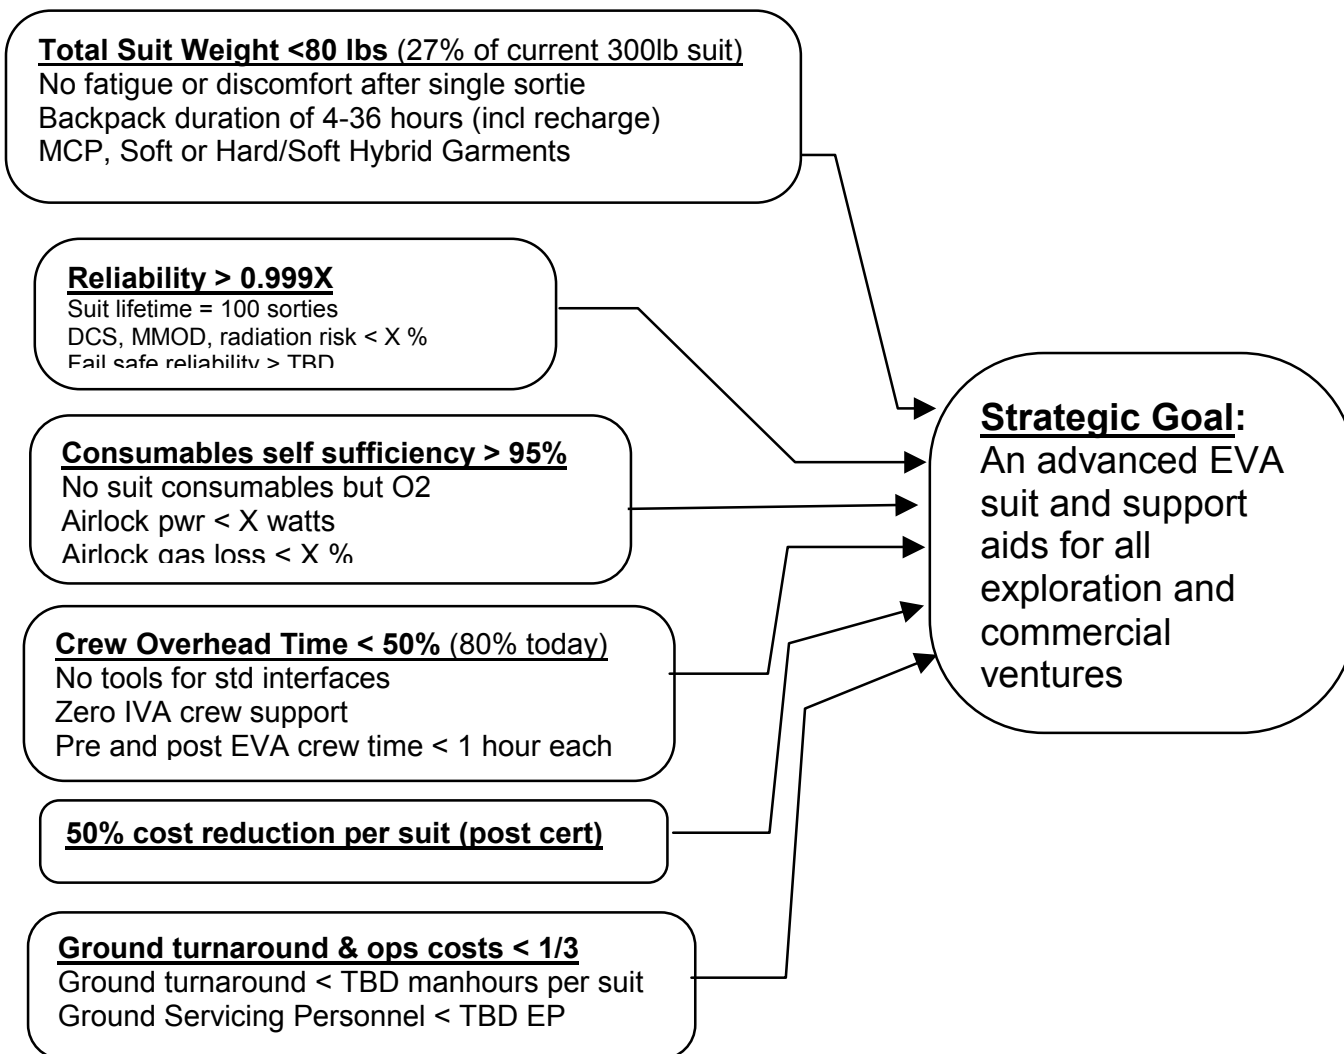 Total Suit Weight <80 lbs (27% of current 300lb suit)
No fatigue or discomfort after single sortie
Backpack duration of 4-36 hours (incl recharge)
MCP, Soft or Hard/Soft Hybrid Garments
Reliability > 0.999X
Suit lifetime = 100 sorties
DCS, MMOD, radiation risk < X %
Fail safe reliability > TBD
Consumables self sufficiency > 95%
No suit consumables but O2
Airlock pwr < X watts
Airlock gas loss < X %
Crew Overhead Time < 50% (80% today)
No tools for std interfaces
Zero IVA crew support
Pre and post EVA crew time < 1 hour each
50% cost reduction per suit (post cert)
Ground turnaround & ops costs < 1/3
Ground turnaround < TBD manhours per suit
Ground Servicing Personnel < TBD EP
Strategic Goal:
An advanced EVA
suit and support
aids for all
exploration and
commercial
ventures